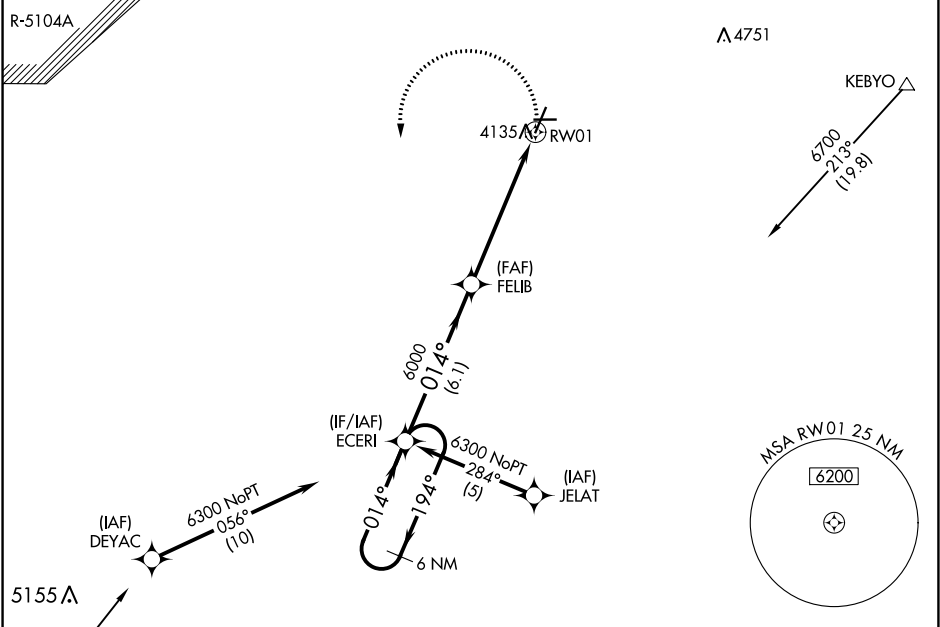 R-5104A
4751
KEBYO
6700
213°
(19.8)
4135
RW01
(FAF)
FELIB
6000
014°
(6.1)
(IF/IAF)
ECERI
6300 NoPT
284°
(5)
(IAF)
JELAT
014°
194°
6 NM
6300 NoPT
056°
(10)
(IAF)
DEYAC
5155
MSA RW01 25 NM
6200